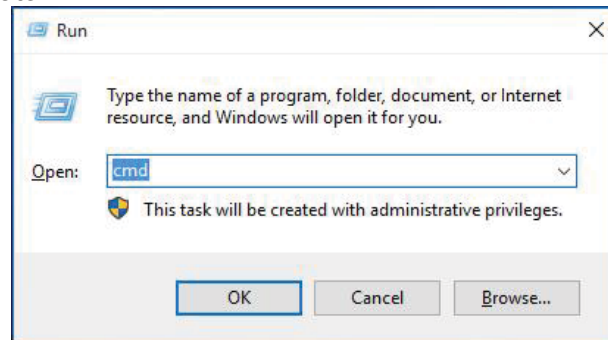 Run
Type the name of a program, folder, document, or Internet
resource, and Windows will open it for you.
Open: cmd
This task will be created with administrative privileges.
OK Cancel Browse...